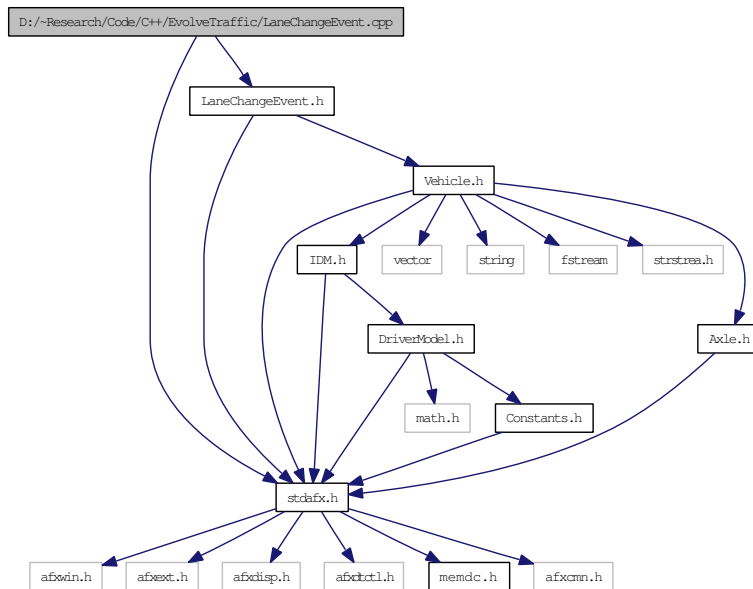 D:/~Research/Code/C++/EvolveTraffic/LaneChangeEvent.cpp
LaneChangeEvent.h
Vehicle.h
IDM.h
vector
string
fstream
strstrea.h
DriverModel.h
Axle.h
math.h
Constants.h
stdafx.h
afxwin.h
afxext.h
afxdisp.h
afxdtctl.h
memdc.h
afxcmn.h